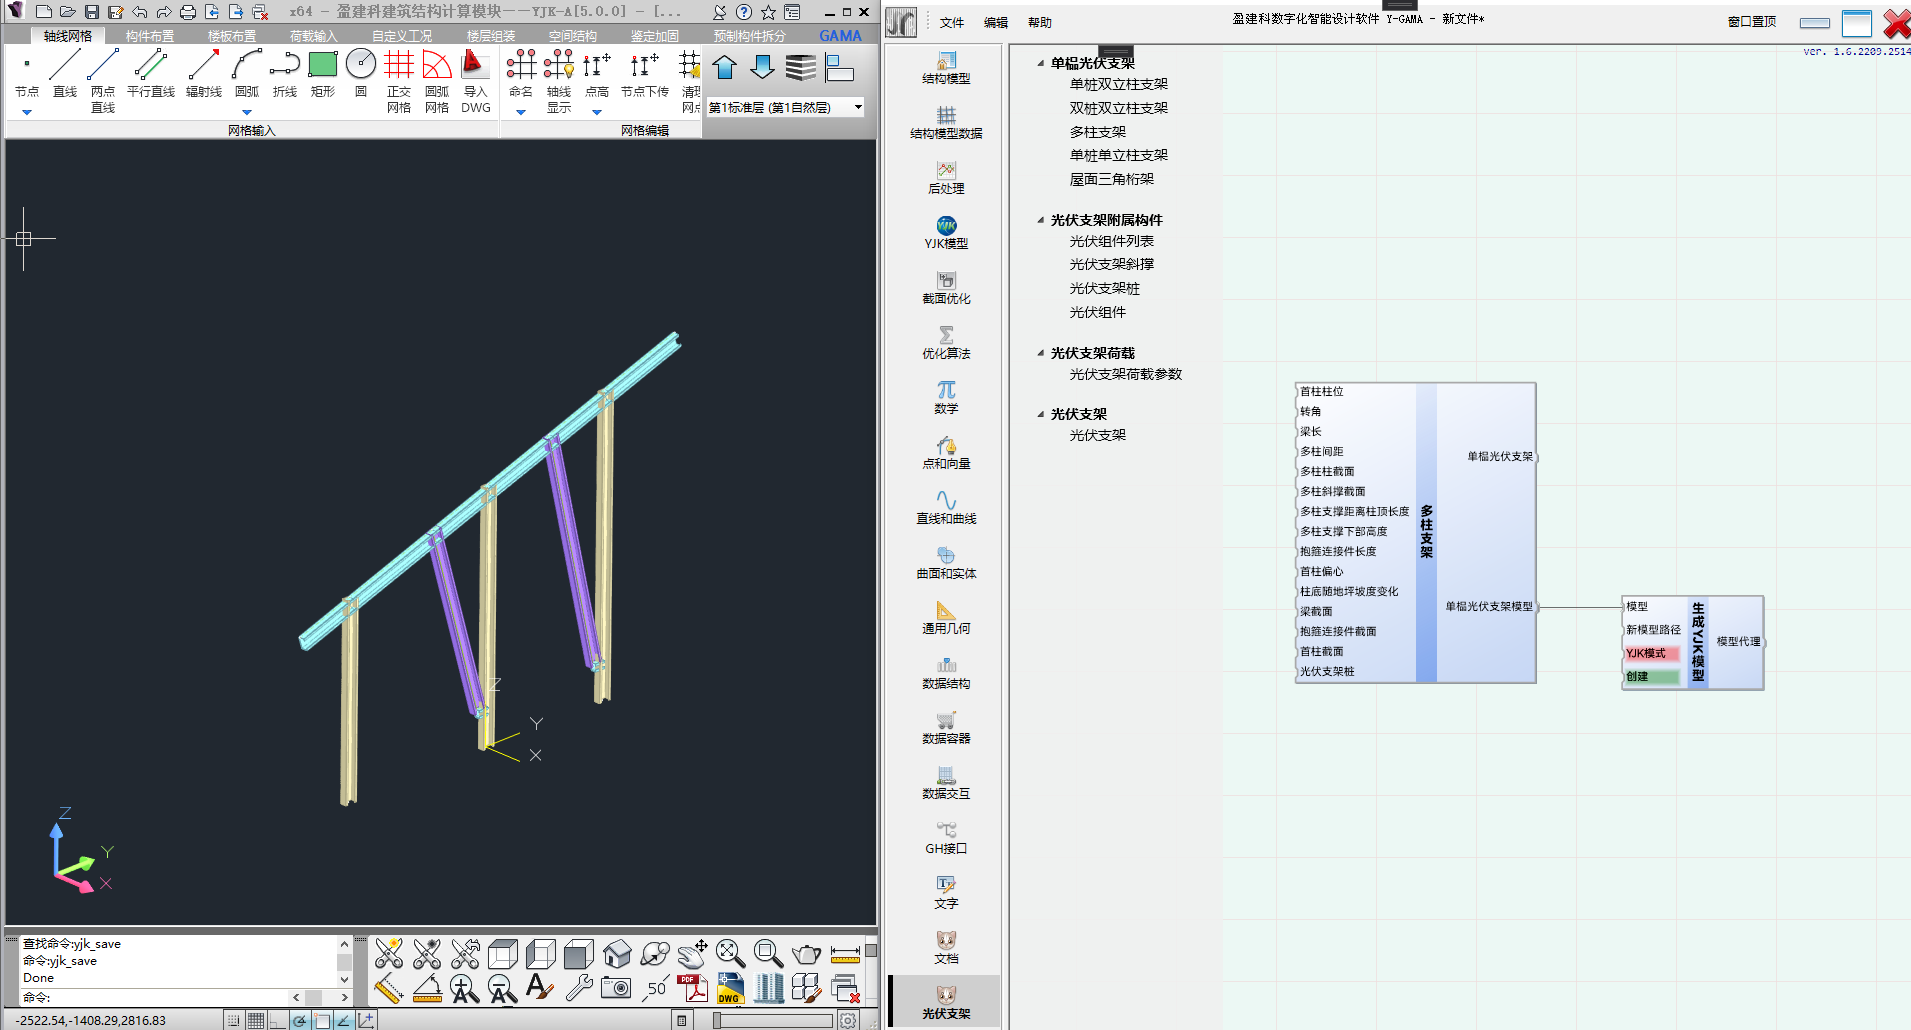 x64 - 盈建科建筑结构计算模块——YJK-A[5.0.0] - [...
轴线网格 构件布置 楼板布置 荷载输入 自定义工况 楼层组装 空间结构 鉴定加固 预制构件拆分 GAMA
节点 直线 两点直线 平行直线 辐射线 圆弧 折线 矩形 圆 正交网格 圆弧网格 导入DWG 命名 轴线显示 点高 节点下传 清理网点
第1标准层 (第1自然层)
网格输入 网格编辑
Z
Y
X
Z
Y
X
查找命令:yjk_save
命令:yjk_save
Done
命令:
50
PDF
DWG
-2522.54,-1408.29,2816.83
文件 编辑 帮助
盈建科数字化智能设计软件 Y-GAMA - 新文件*
窗口置顶
ver. 1.6.2209.2514
结构模型
结构模型数据
后处理
YJK
YJK模型
截面优化
优化算法
数学
点和向量
直线和曲线
曲面和实体
通用几何
数据结构
数据容器
数据交互
GH接口
文字
文档
光伏支架
单榀光伏支架
单桩双立柱支架
双桩双立柱支架
多柱支架
单桩单立柱支架
屋面三角桁架
光伏支架附属构件
光伏组件列表
光伏支架斜撑
光伏支架桩
光伏组件
光伏支架荷载
光伏支架荷载参数
光伏支架
光伏支架
首柱柱位
转角
梁长
多柱间距
多柱柱截面
多柱斜撑截面
多柱支撑距离柱顶长度
多柱支撑下部高度
抱箍连接件长度
首柱偏心
柱底随地坪坡度变化
梁截面
抱箍连接件截面
首柱截面
光伏支架桩
多柱支架
单榀光伏支架
单榀光伏支架模型
模型
新模型路径
YJK模式
创建
生成YJK模型
模型代理